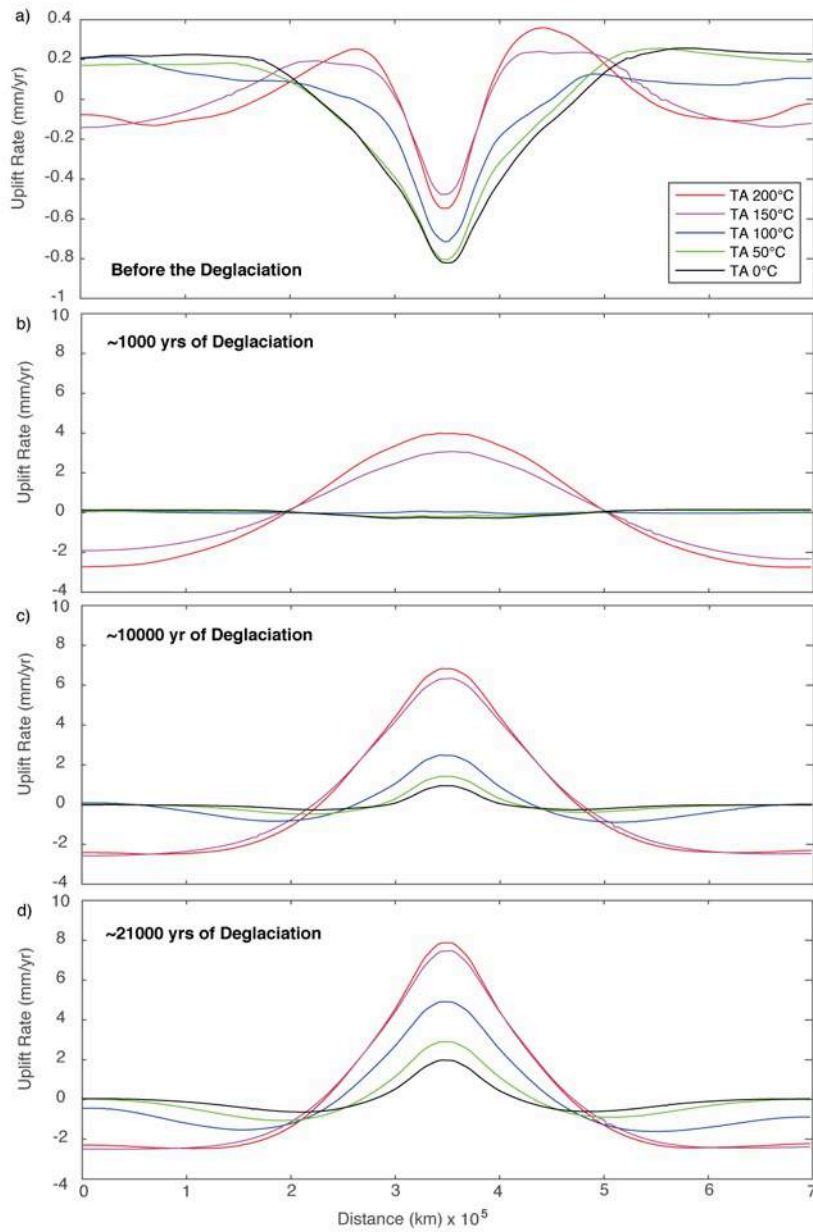 a)
Uplift Rate (mm/yr)
0.4
0.2
0
-0.2
-0.4
-0.6
-0.8
-1
Before the Deglaciation
TA 200°C
TA 150°C
TA 100°C
TA 50°C
TA 0°C
b)
Uplift Rate (mm/yr)
10
8
6
4
2
0
-2
-4
~1000 yrs of Deglaciation
c)
Uplift Rate (mm/yr)
10
8
6
4
2
0
-2
-4
~10000 yr of Deglaciation
d)
Uplift Rate (mm/yr)
10
8
6
4
2
0
-2
-4
~21000 yrs of Deglaciation
0 1 2 3 4 5 6 7
Distance (km) x 10⁵